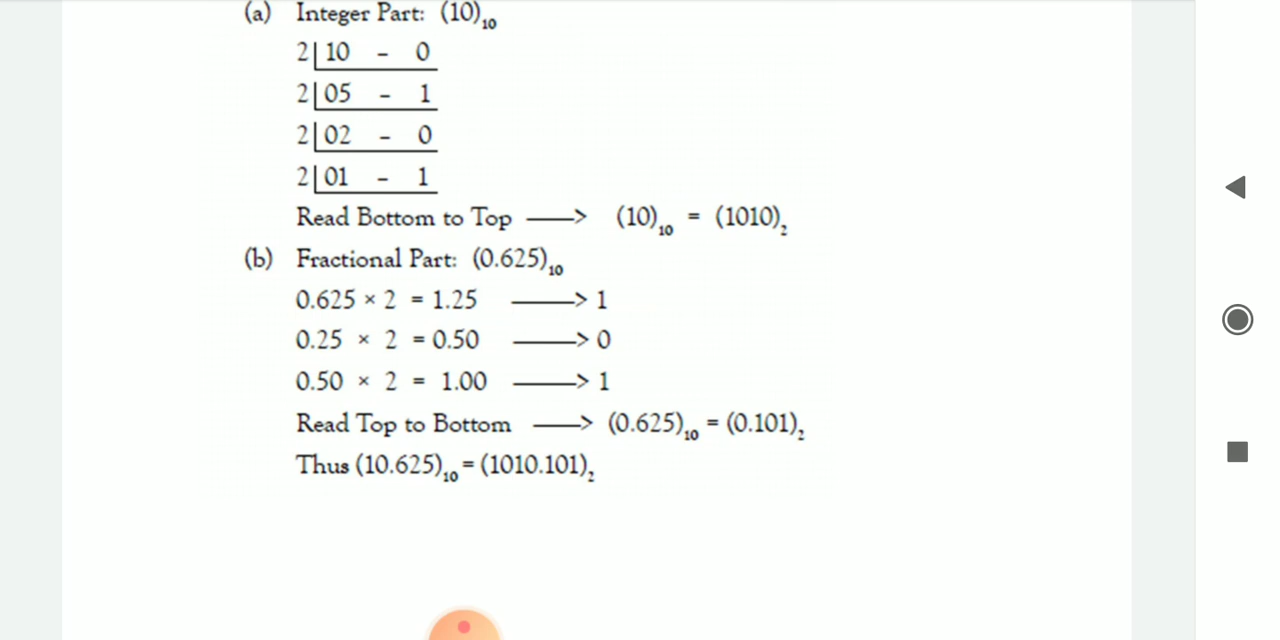 (a) Integer Part: (10)₁₀
2| 10 - 0
2| 05 - 1
2| 02 - 0
2| 01 - 1
Read Bottom to Top ——> (10)₁₀ = (1010)₂
(b) Fractional Part: (0.625)₁₀
0.625 × 2 = 1.25 ——> 1
0.25 × 2 = 0.50 ——> 0
0.50 × 2 = 1.00 ——> 1
Read Top to Bottom ——> (0.625)₁₀ = (0.101)₂
Thus (10.625)₁₀ = (1010.101)₂